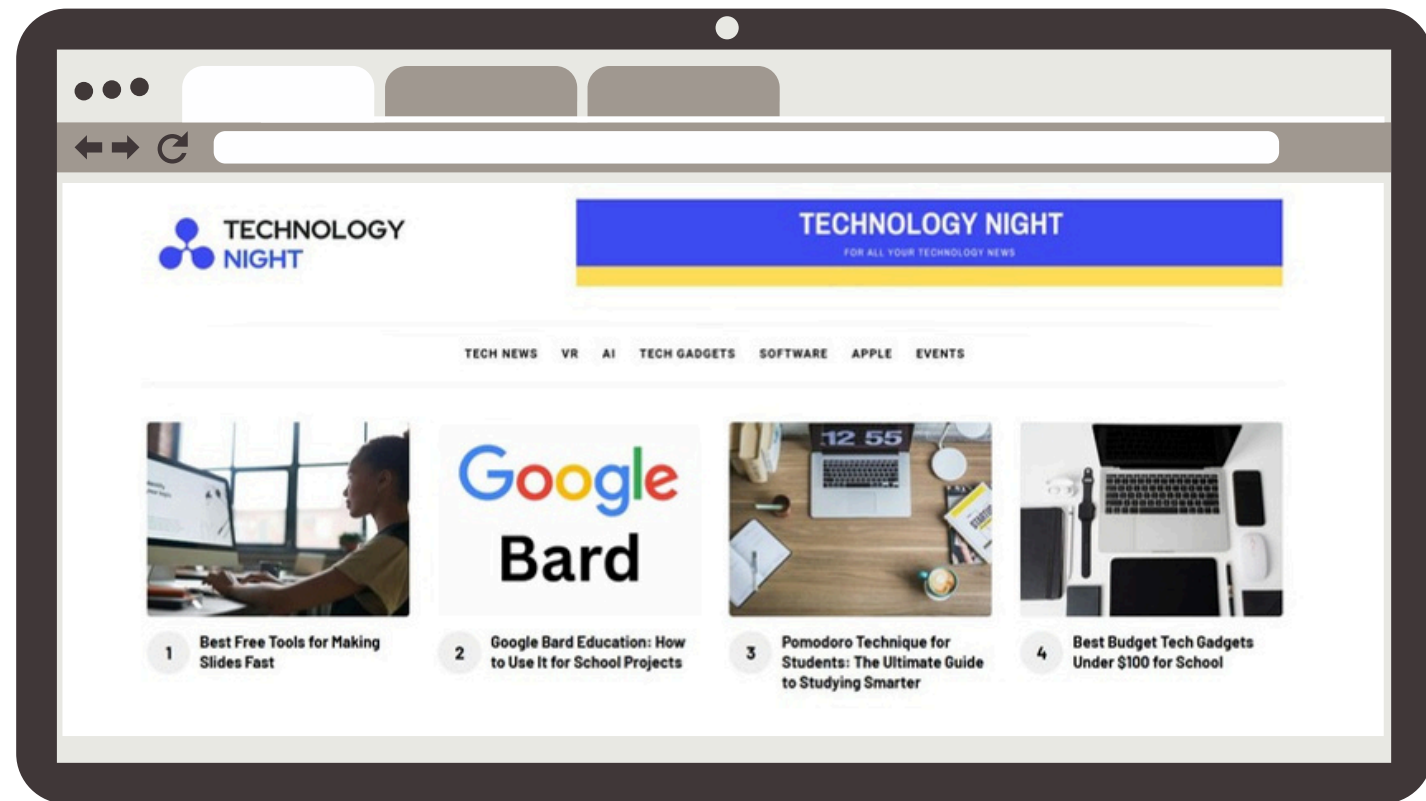 TECHNOLOGY
NIGHT
TECHNOLOGY NIGHT
FOR ALL YOUR TECHNOLOGY NEWS
TECH NEWS VR AI TECH GADGETS SOFTWARE APPLE EVENTS
12 55
Google
Bard
1 Best Free Tools for Making
Slides Fast
2 Google Bard Education: How
to Use It for School Projects
3 Pomodoro Technique for
Students: The Ultimate Guide
to Studying Smarter
4 Best Budget Tech Gadgets
Under $100 for School